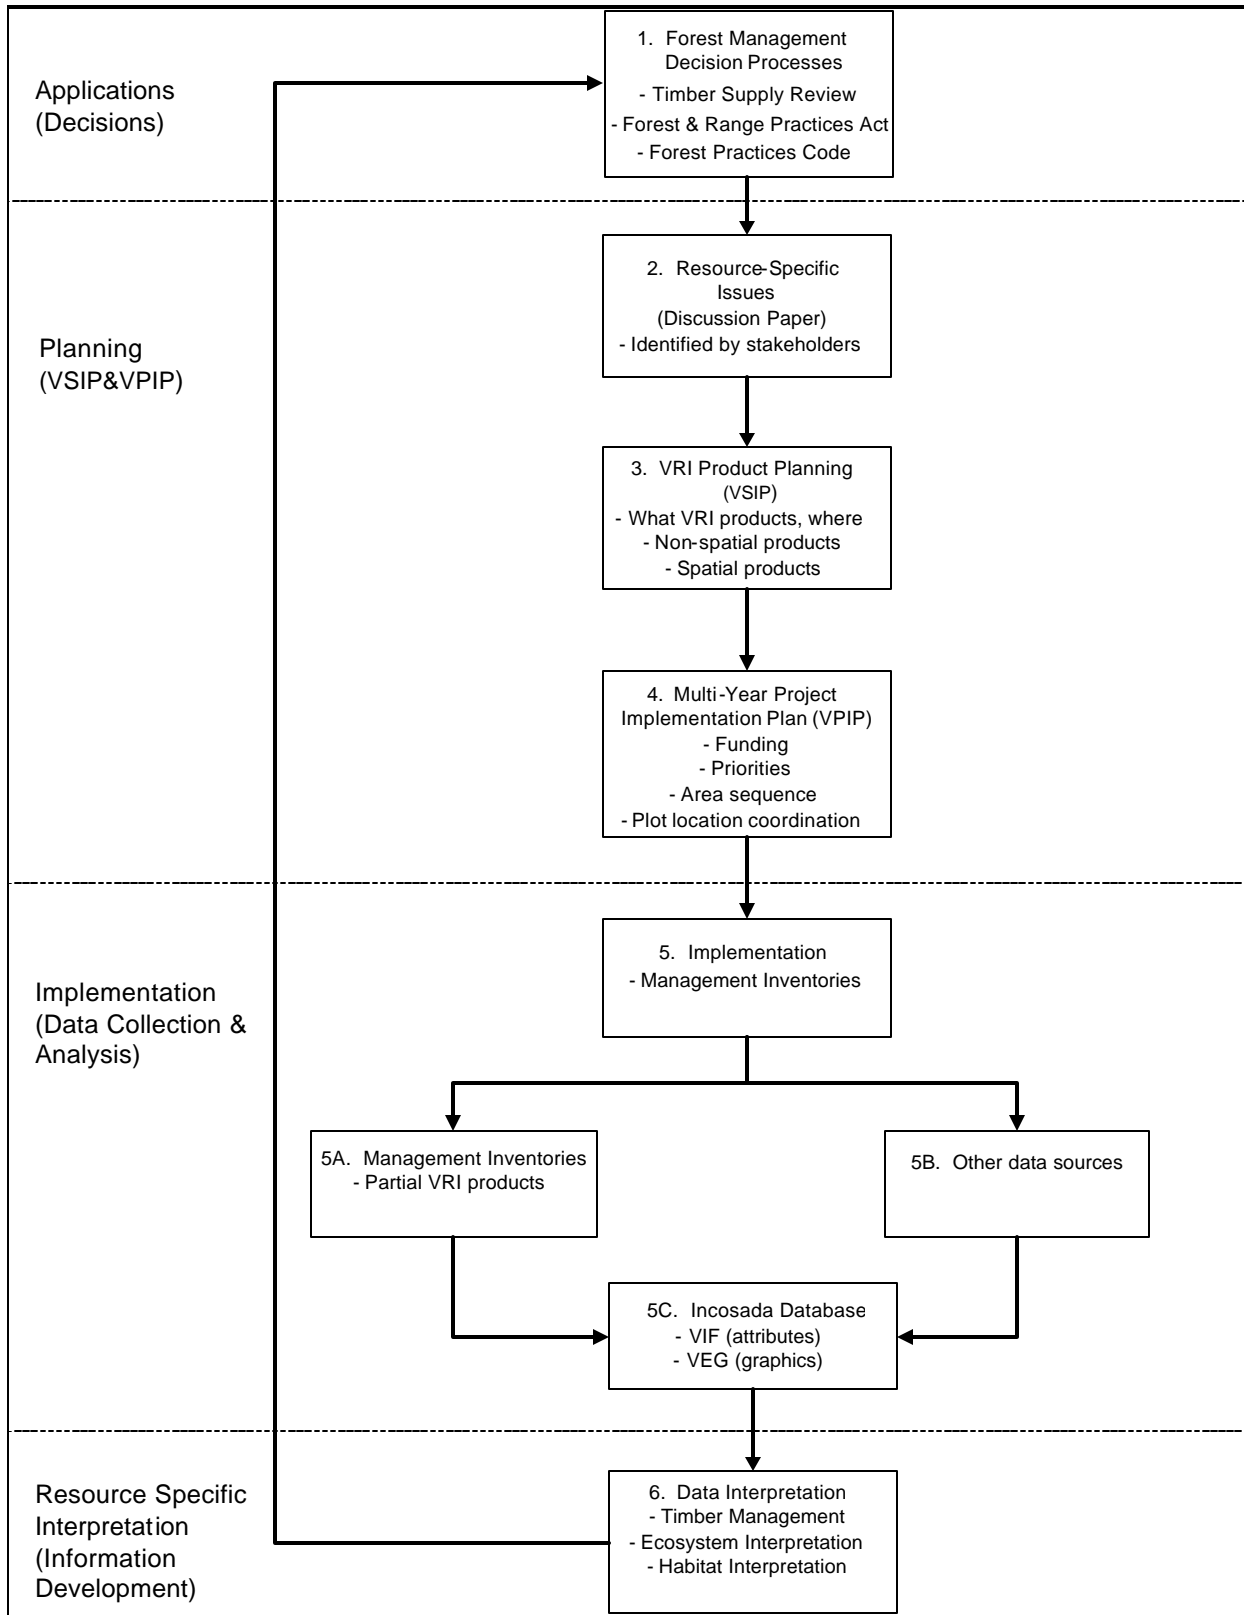 Applications
(Decisions)
1. Forest Management
Decision Processes
- Timber Supply Review
- Forest & Range Practices Act
- Forest Practices Code
Planning
(VSIP&VPIP)
2. Resource-Specific
Issues
(Discussion Paper)
- Identified by stakeholders
3. VRI Product Planning
(VSIP)
- What VRI products, where
- Non-spatial products
- Spatial products
4. Multi-Year Project
Implementation Plan (VPIP)
- Funding
- Priorities
- Area sequence
- Plot location coordination
Implementation
(Data Collection &
Analysis)
5. Implementation
- Management Inventories
5A. Management Inventories
- Partial VRI products
5B. Other data sources
5C. Incosada Database
- VIF (attributes)
- VEG (graphics)
Resource Specific
Interpretation
(Information
Development)
6. Data Interpretation
- Timber Management
- Ecosystem Interpretation
- Habitat Interpretation